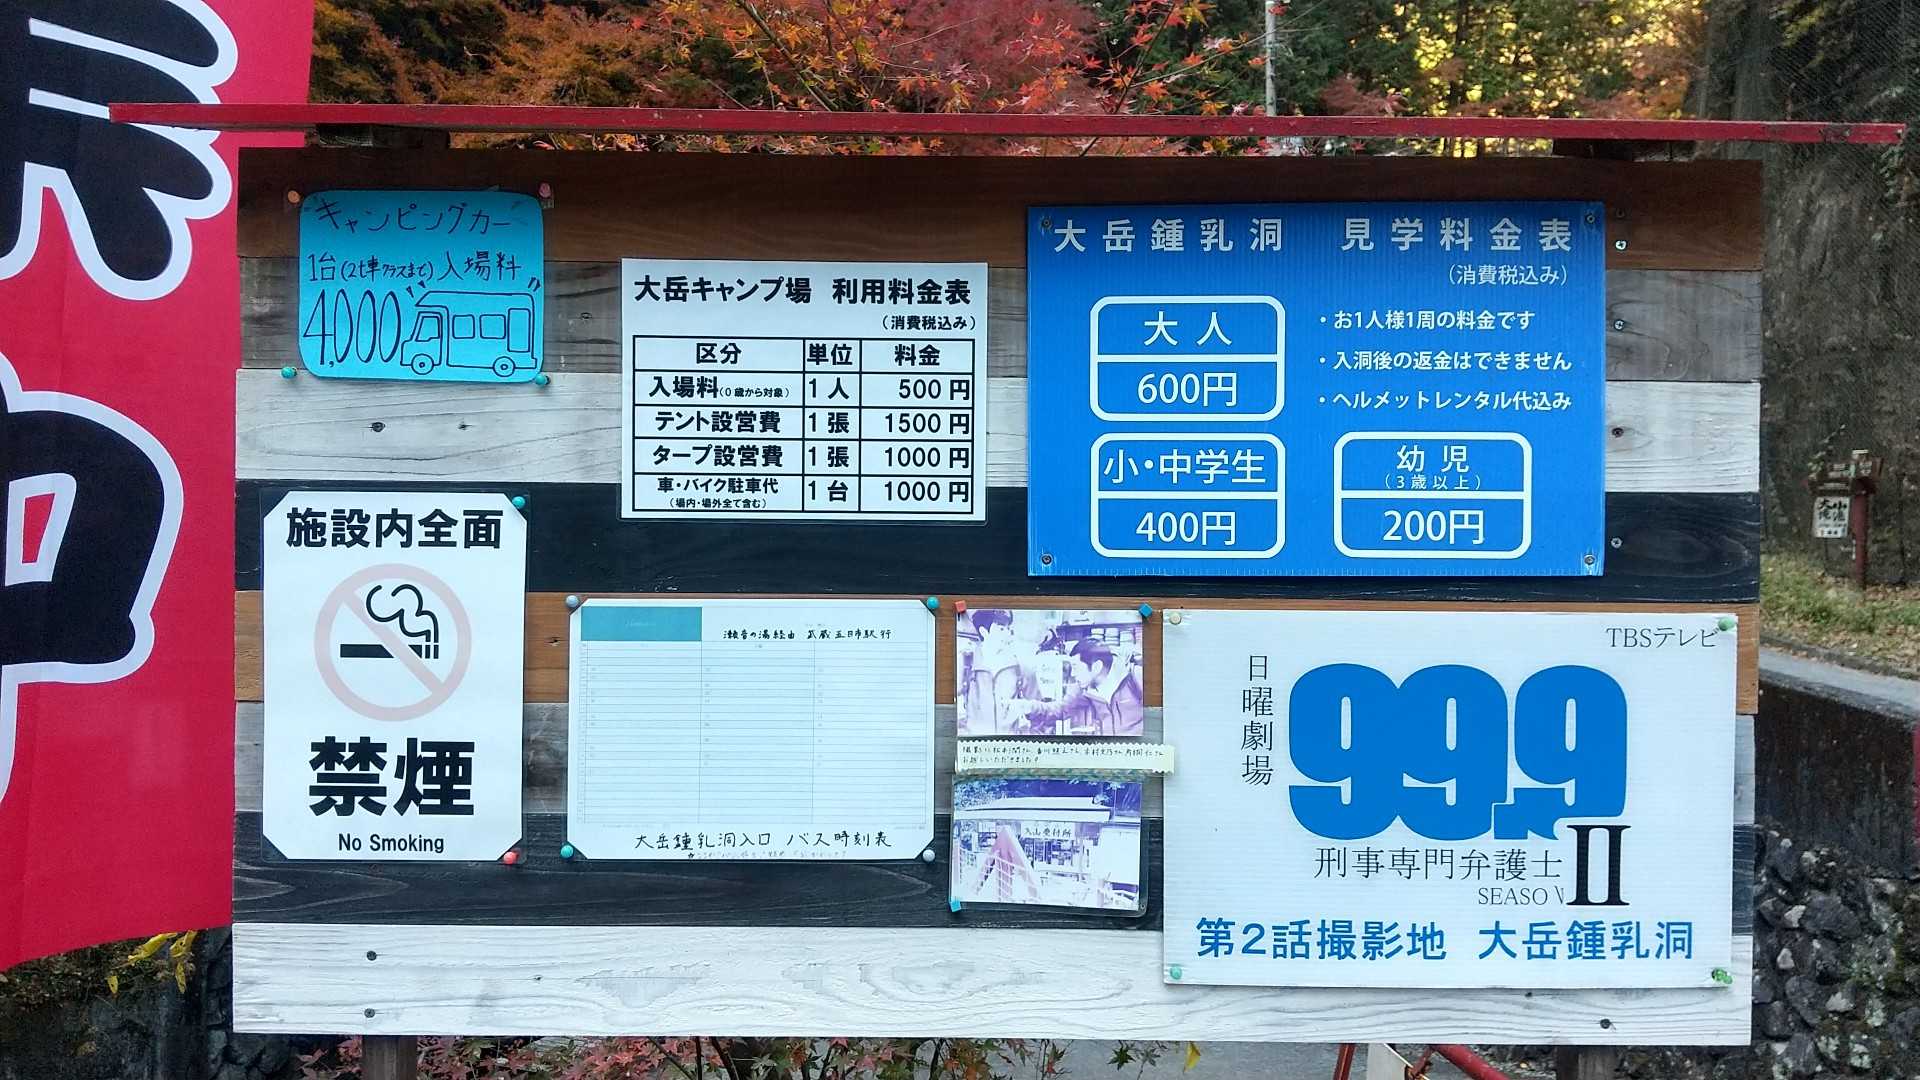 キャンピングカー
1台(2t車クラスまで)入場料
4,000
大岳キャンプ場 利用料金表
(消費税込み)
区分 単位 料金
入場料(0歳から対象) 1人 500円
テント設営費 1張 1500円
タープ設営費 1張 1000円
車・バイク駐車代 1台 1000円
(場内・場外全て含む)
大岳鍾乳洞 見学料金表
(消費税込み)
大人
600円
・お1人様1周の料金です
・入洞後の返金はできません
・ヘルメットレンタル代込み
小・中学生
400円
幼児
(3歳以上)
200円
施設内全面
禁煙
No Smoking
瀬音の湯経由 武蔵五日市駅行
大岳鍾乳洞入口 バス時刻表
入山受付所
TBSテレビ
日曜劇場
99.9
刑事専門弁護士
SEASON II
第2話撮影地 大岳鍾乳洞